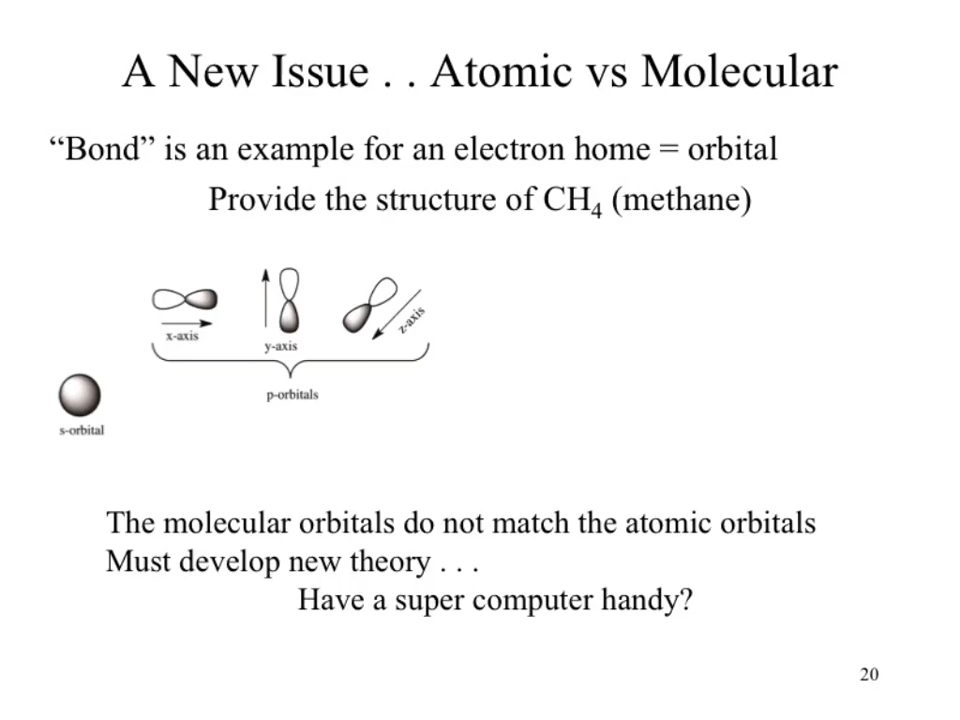 A New Issue . . Atomic vs Molecular
“Bond” is an example for an electron home = orbital
Provide the structure of CH₄ (methane)
x-axis
y-axis
z-axis
p-orbitals
s-orbital
The molecular orbitals do not match the atomic orbitals
Must develop new theory . . .
Have a super computer handy?
20